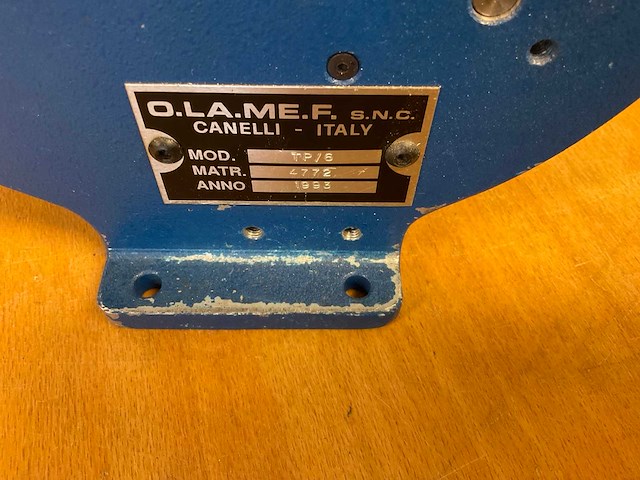 O.LA.ME.F. S.N.C.
CANELLI - ITALY
MOD. TP/6
MATR. 4772
ANNO 1993